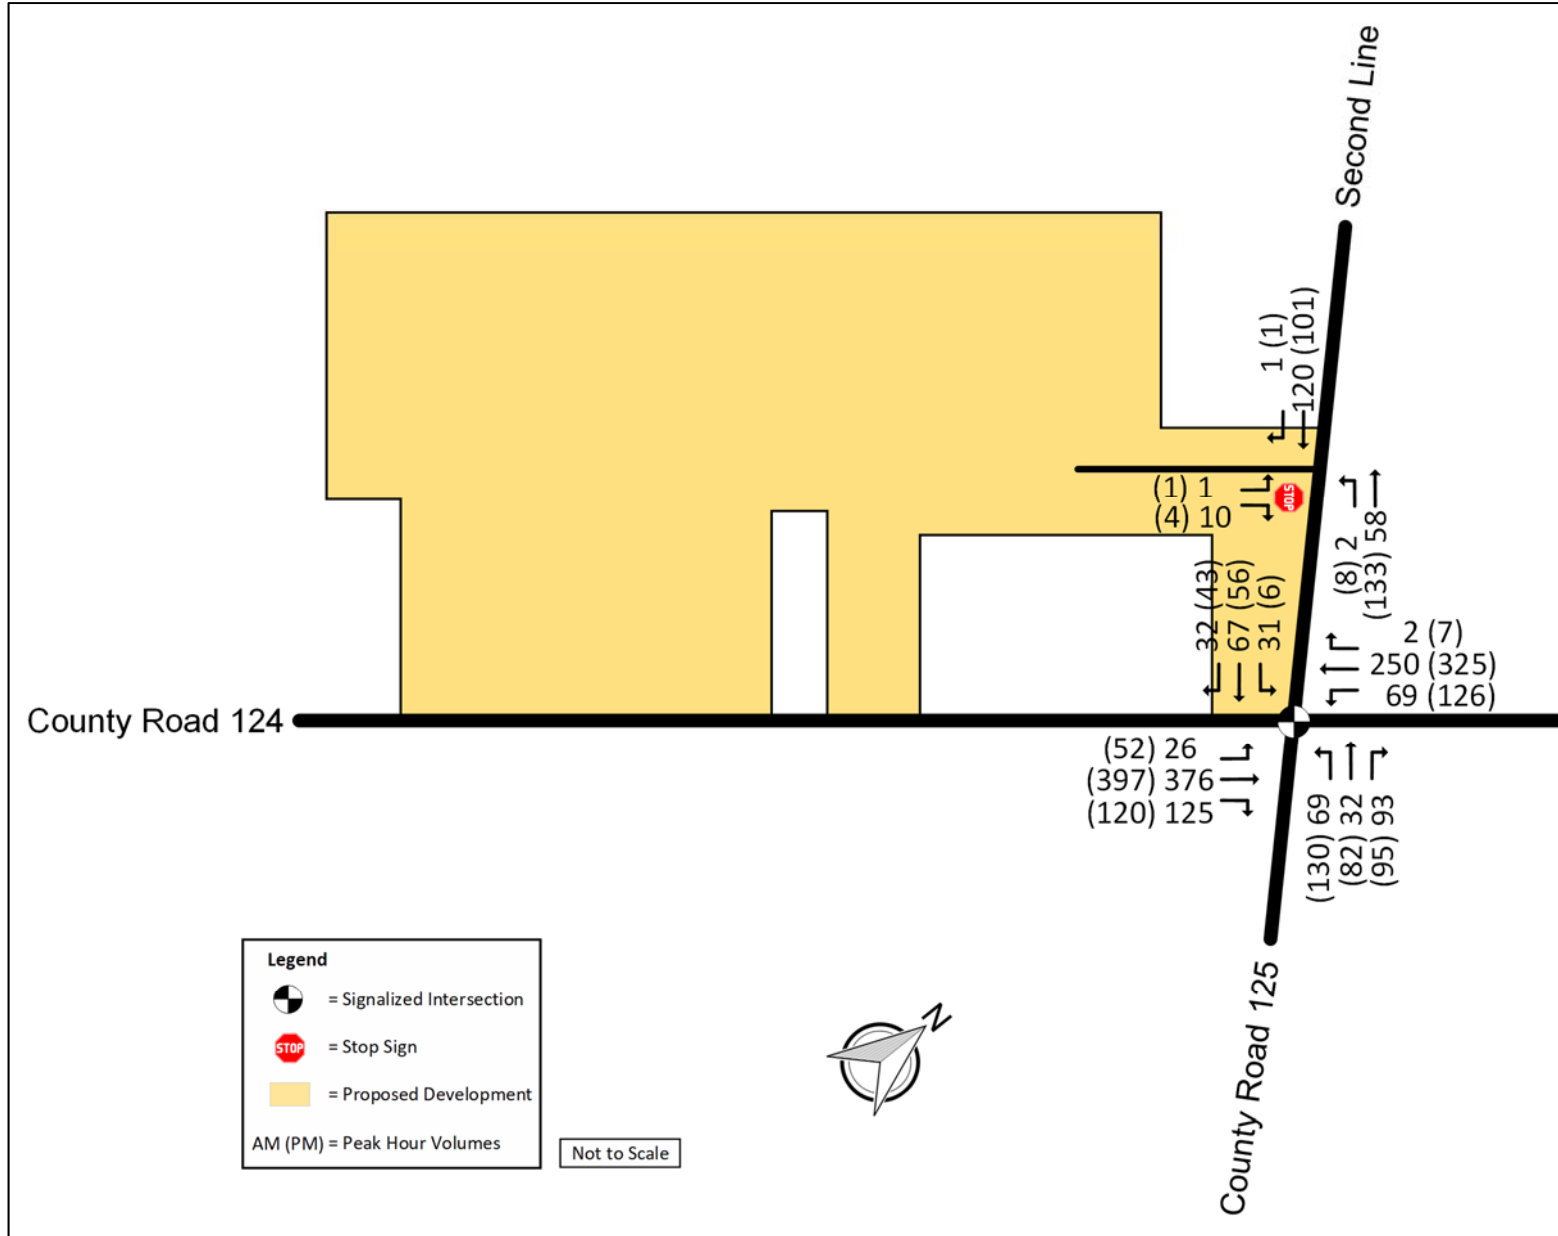 Second Line
1 (1)
120 (101)
(1) 1
(4) 10
STOP
(8) 2
(133) 58
32 (43)
67 (56)
31 (6)
2 (7)
250 (325)
69 (126)
County Road 124
(52) 26
(397) 376
(120) 125
(130) 69
(82) 32
(95) 93
County Road 125
N
Legend
= Signalized Intersection
STOP = Stop Sign
= Proposed Development
AM (PM) = Peak Hour Volumes
Not to Scale